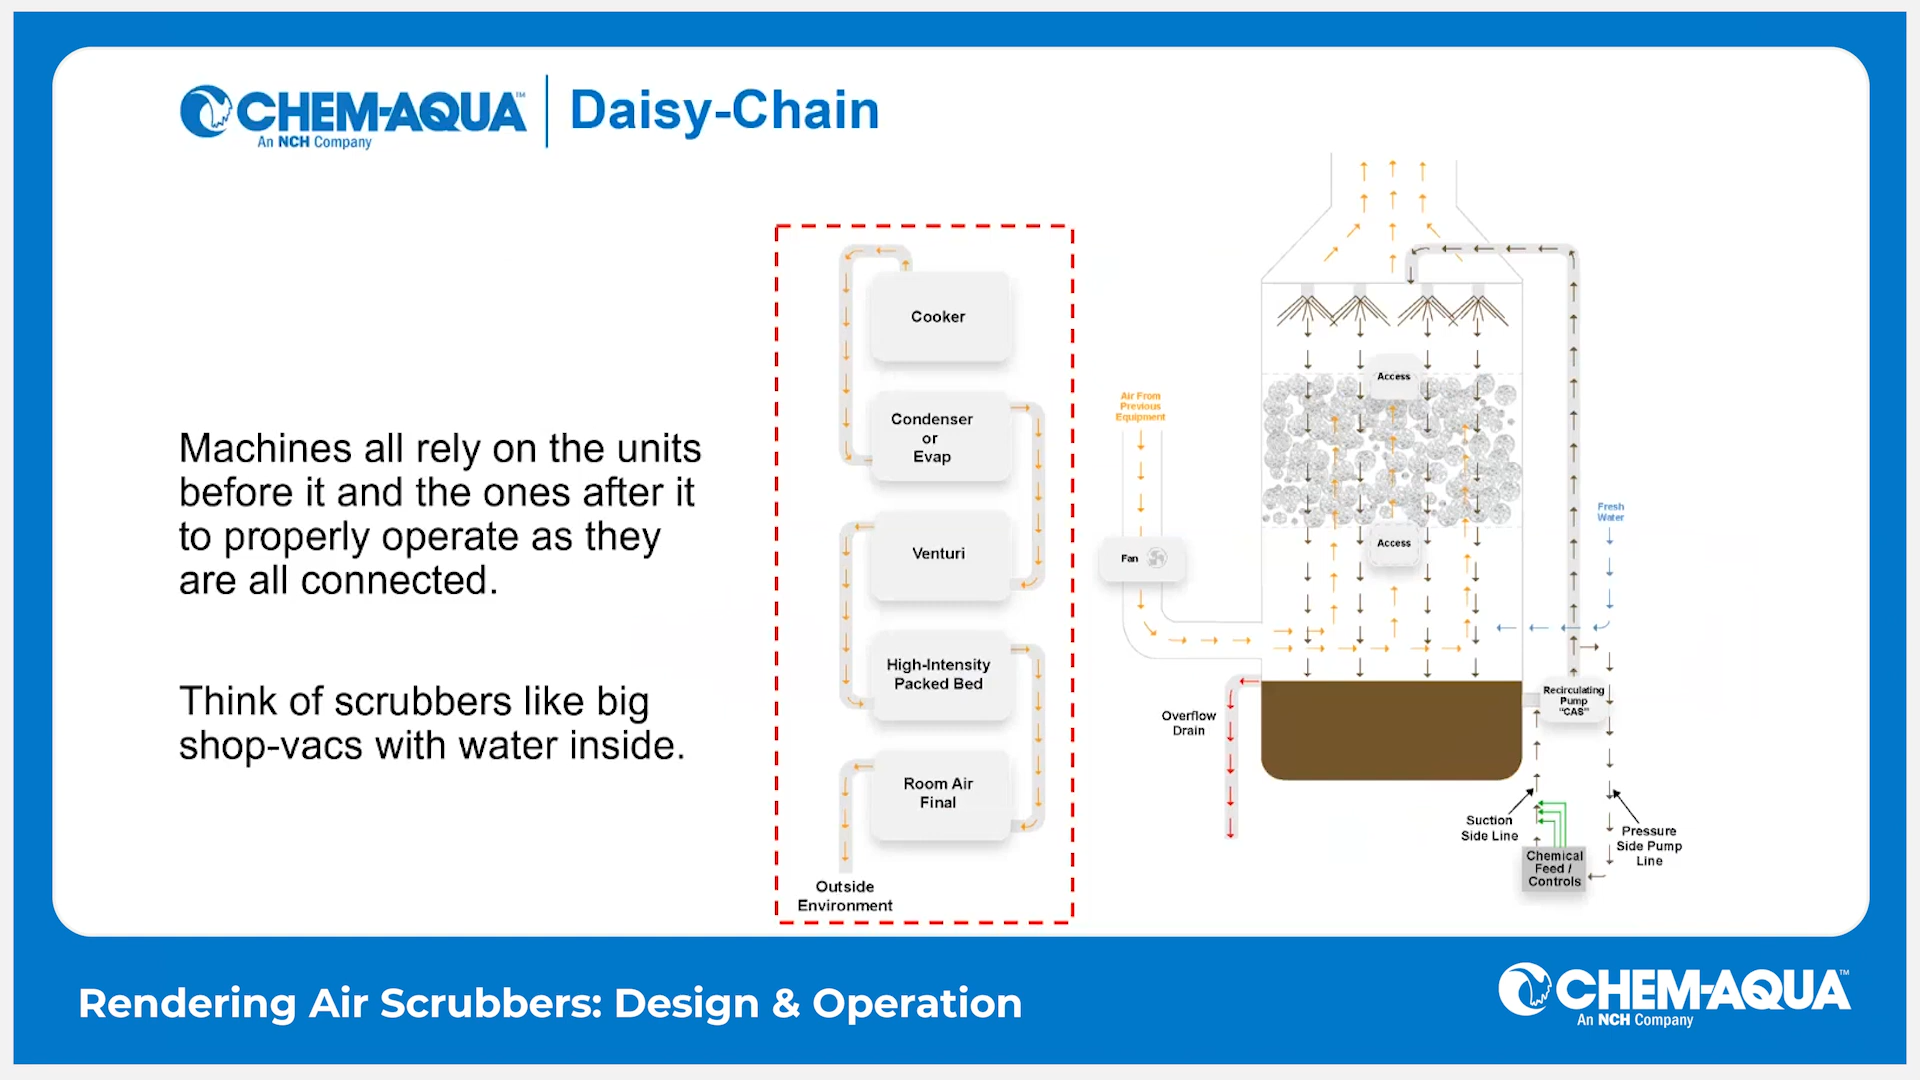 CHEM-AQUA™
An NCH Company
Daisy-Chain
Machines all rely on the units
before it and the ones after it
to properly operate as they
are all connected.
Think of scrubbers like big
shop-vacs with water inside.
Cooker
Condenser
or
Evap
Venturi
High-Intensity
Packed Bed
Room Air
Final
Outside
Environment
Air From
Previous
Equipment
Fan
Access
Access
Fresh
Water
Overflow
Drain
Recirculating
Pump
"CAS"
Suction
Side Line
Pressure
Side Pump
Line
Chemical
Feed /
Controls
Rendering Air Scrubbers: Design & Operation
CHEM-AQUA™
An NCH Company